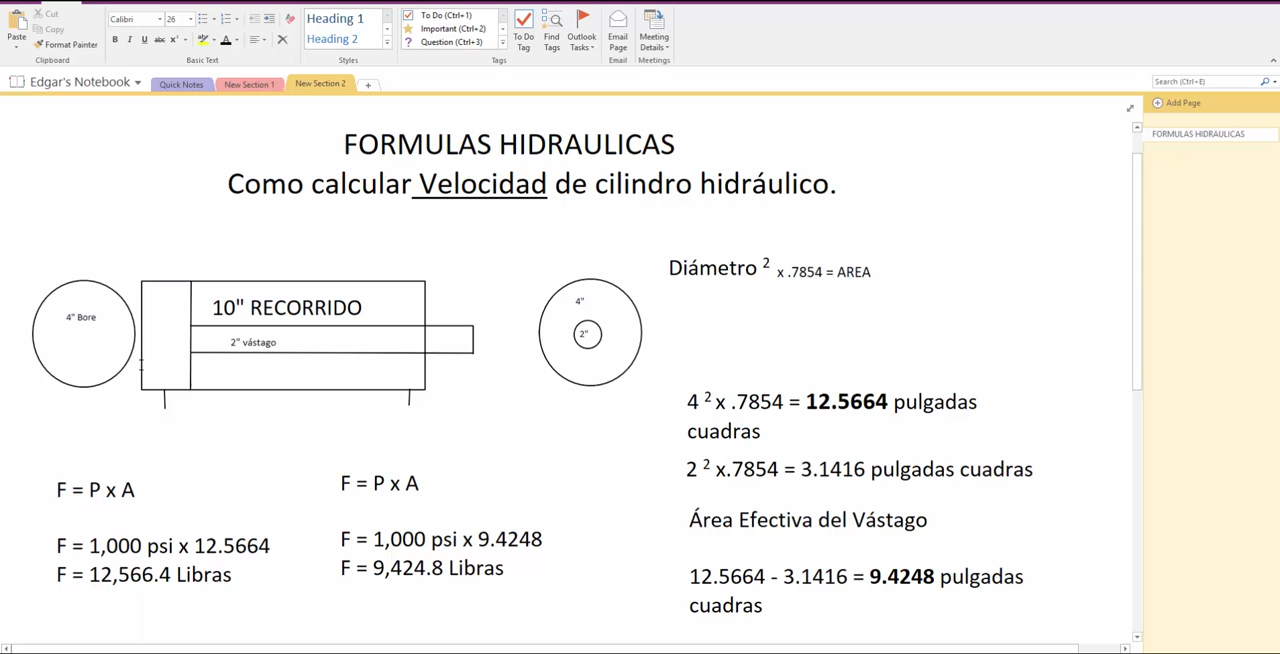 Cut
Copy
Paste
Format Painter
Clipboard
Calibri
26
B I U abc x²
A
Basic Text
Heading 1
Heading 2
Styles
To Do (Ctrl+1)
Important (Ctrl+2)
? Question (Ctrl+3)
Tags
To Do Tag
Find Tags
Outlook Tasks
Email Page
Email
Meeting Details
Meetings
Edgar's Notebook
Quick Notes
New Section 1
New Section 2
+
Search (Ctrl+E)
Add Page
FORMULAS HIDRAULICAS
FORMULAS HIDRAULICAS
Como calcular Velocidad de cilindro hidráulico.
4" Bore
10" RECORRIDO
2" vástago
4"
2"
Diámetro ² x .7854 = AREA
4 ² x .7854 = 12.5664 pulgadas
cuadras
2 ² x.7854 = 3.1416 pulgadas cuadras
Área Efectiva del Vástago
12.5664 - 3.1416 = 9.4248 pulgadas
cuadras
F = P x A
F = 1,000 psi x 12.5664
F = 12,566.4 Libras
F = P x A
F = 1,000 psi x 9.4248
F = 9,424.8 Libras